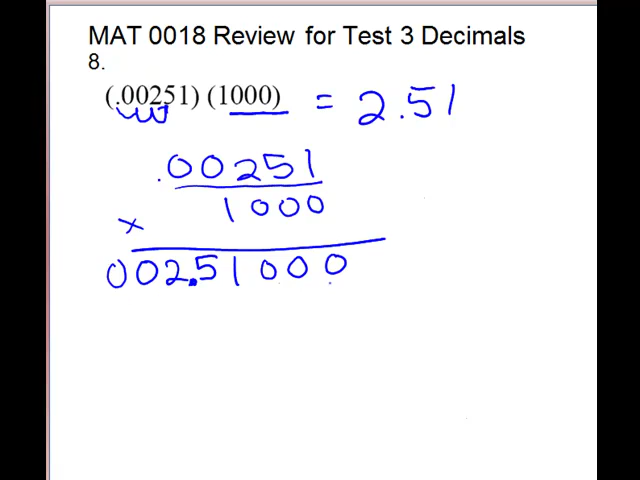 MAT 0018 Review for Test 3 Decimals
8.
(.00251) (1000) = 2.51
.00251
× 1000
002.51000